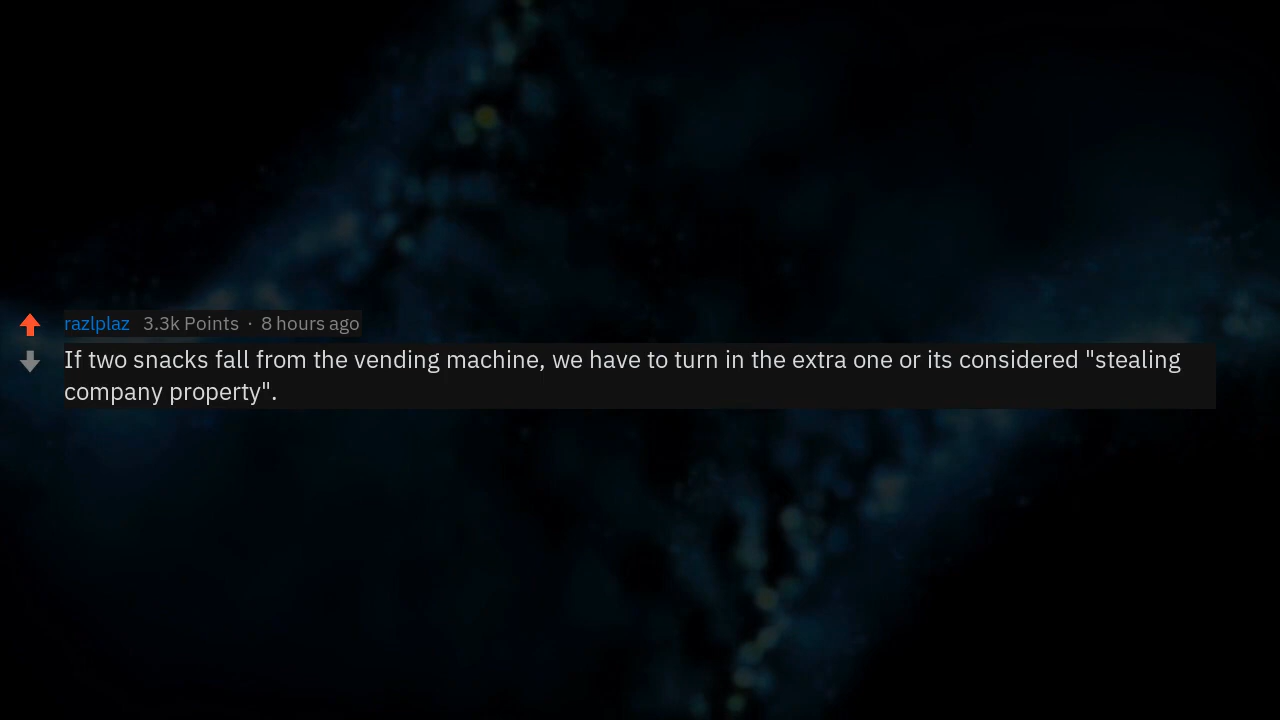 razlplaz 3.3k Points · 8 hours ago
If two snacks fall from the vending machine, we have to turn in the extra one or its considered "stealing
company property".